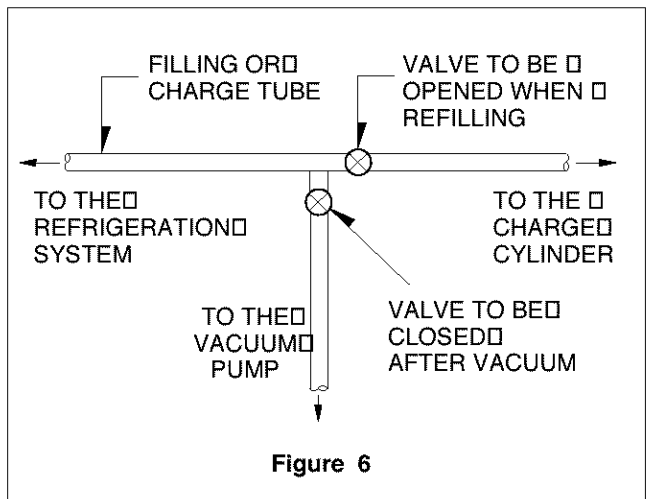 FILLING OR□
CHARGE TUBE
VALVE TO BE □
OPENED WHEN □
REFILLING
TO THE□
REFRIGERATION□
SYSTEM
TO THE □
CHARGE□
CYLINDER
TO THE□
VACUUM□
PUMP
VALVE TO BE□
CLOSED□
AFTER VACUUM
Figure 6